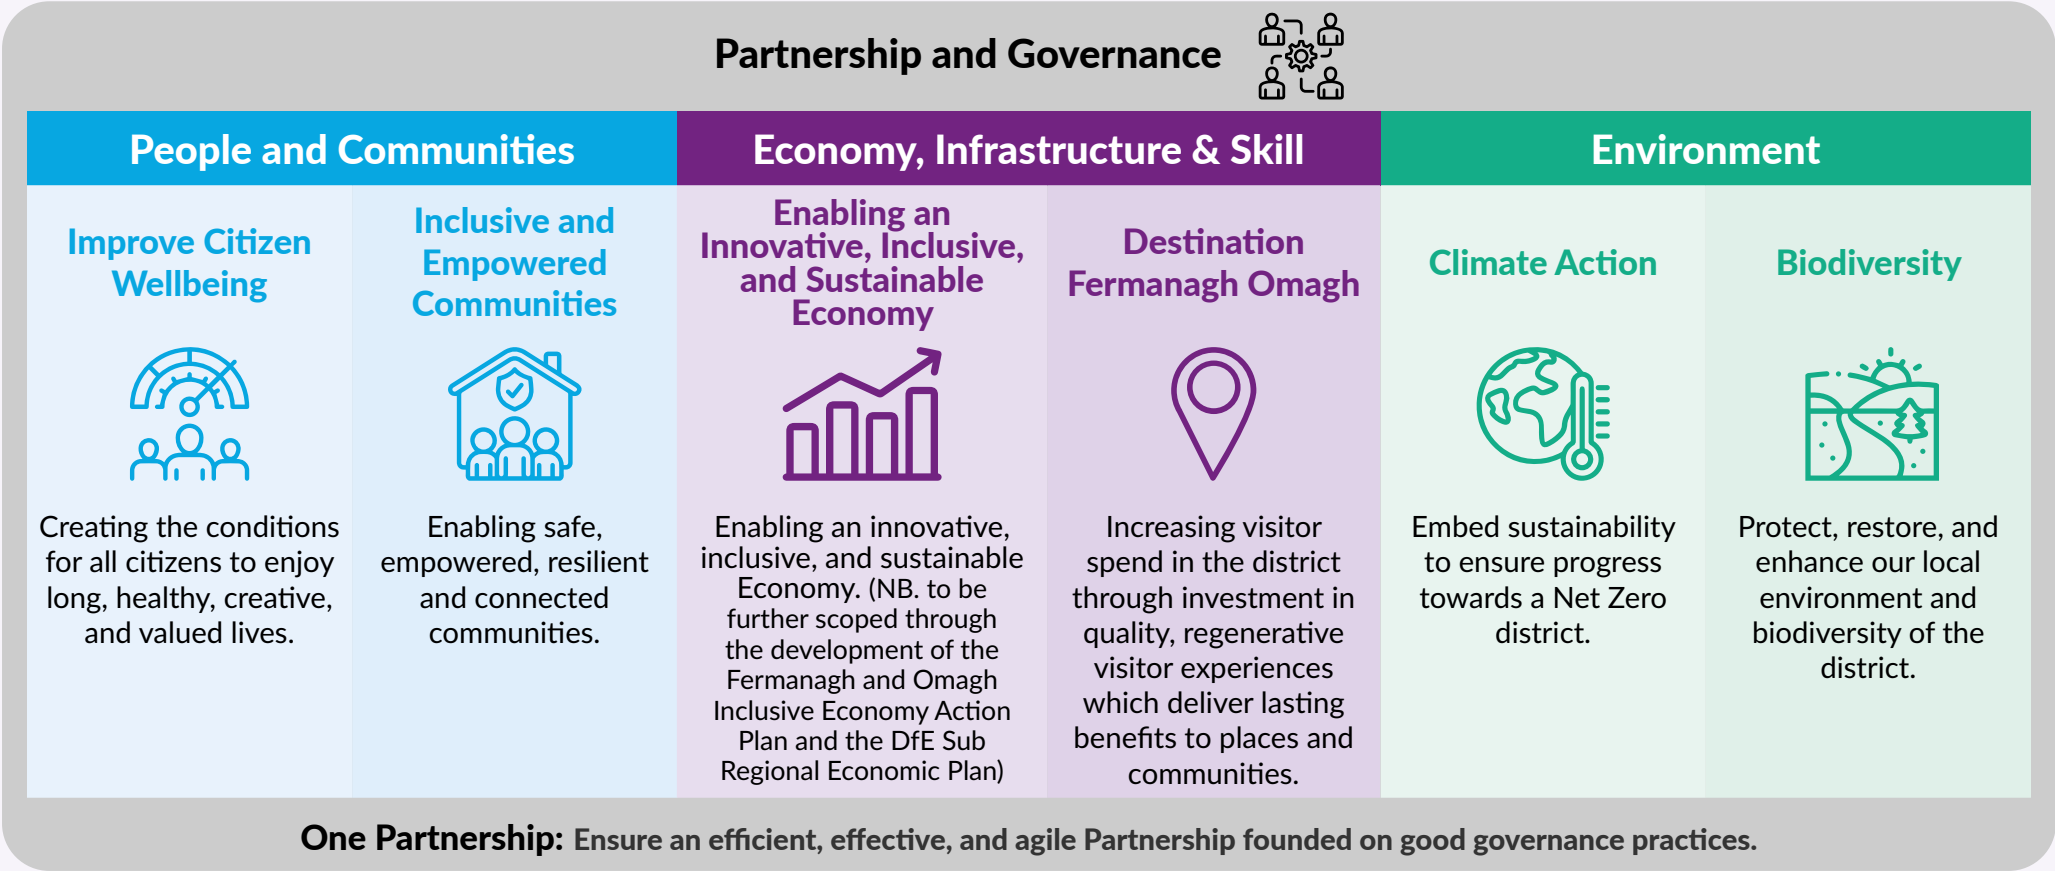 Partnership and Governance
People and Communities
Economy, Infrastructure & Skill
Environment
Improve Citizen
Wellbeing
Creating the conditions
for all citizens to enjoy
long, healthy, creative,
and valued lives.
Inclusive and
Empowered
Communities
Enabling safe,
empowered, resilient
and connected
communities.
Enabling an
Innovative, Inclusive,
and Sustainable
Economy
Enabling an innovative,
inclusive, and sustainable
Economy. (NB. to be
further scoped through
the development of the
Fermanagh and Omagh
Inclusive Economy Action
Plan and the DfE Sub
Regional Economic Plan)
Destination
Fermanagh Omagh
Increasing visitor
spend in the district
through investment in
quality, regenerative
visitor experiences
which deliver lasting
benefits to places and
communities.
Climate Action
Embed sustainability
to ensure progress
towards a Net Zero
district.
Biodiversity
Protect, restore, and
enhance our local
environment and
biodiversity of the
district.
One Partnership: Ensure an efficient, effective, and agile Partnership founded on good governance practices.